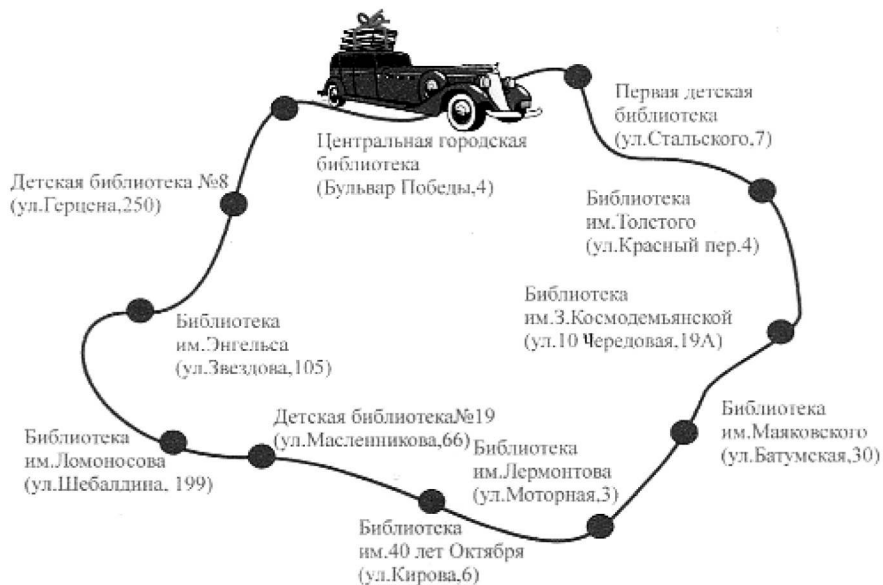 Первая детская
библиотека
(ул.Стальского,7)
Центральная городская
библиотека
(Бульвар Победы,4)
Детская библиотека №8
(ул.Герцена,250)
Библиотека
им.Толстого
(ул.Красный пер.4)
Библиотека
им.З.Космодемьянской
(ул.10 Чередовая,19А)
Библиотека
им.Энгельса
(ул.Звездова,105)
Библиотека
им.Маяковского
(ул.Батумская,30)
Детская библиотека№19
(ул.Масленникова,66)
Библиотека
им.Ломоносова
(ул.Шебалдина, 199)
Библиотека
им.Лермонтова
(ул.Моторная,3)
Библиотека
им.40 лет Октября
(ул.Кирова,6)